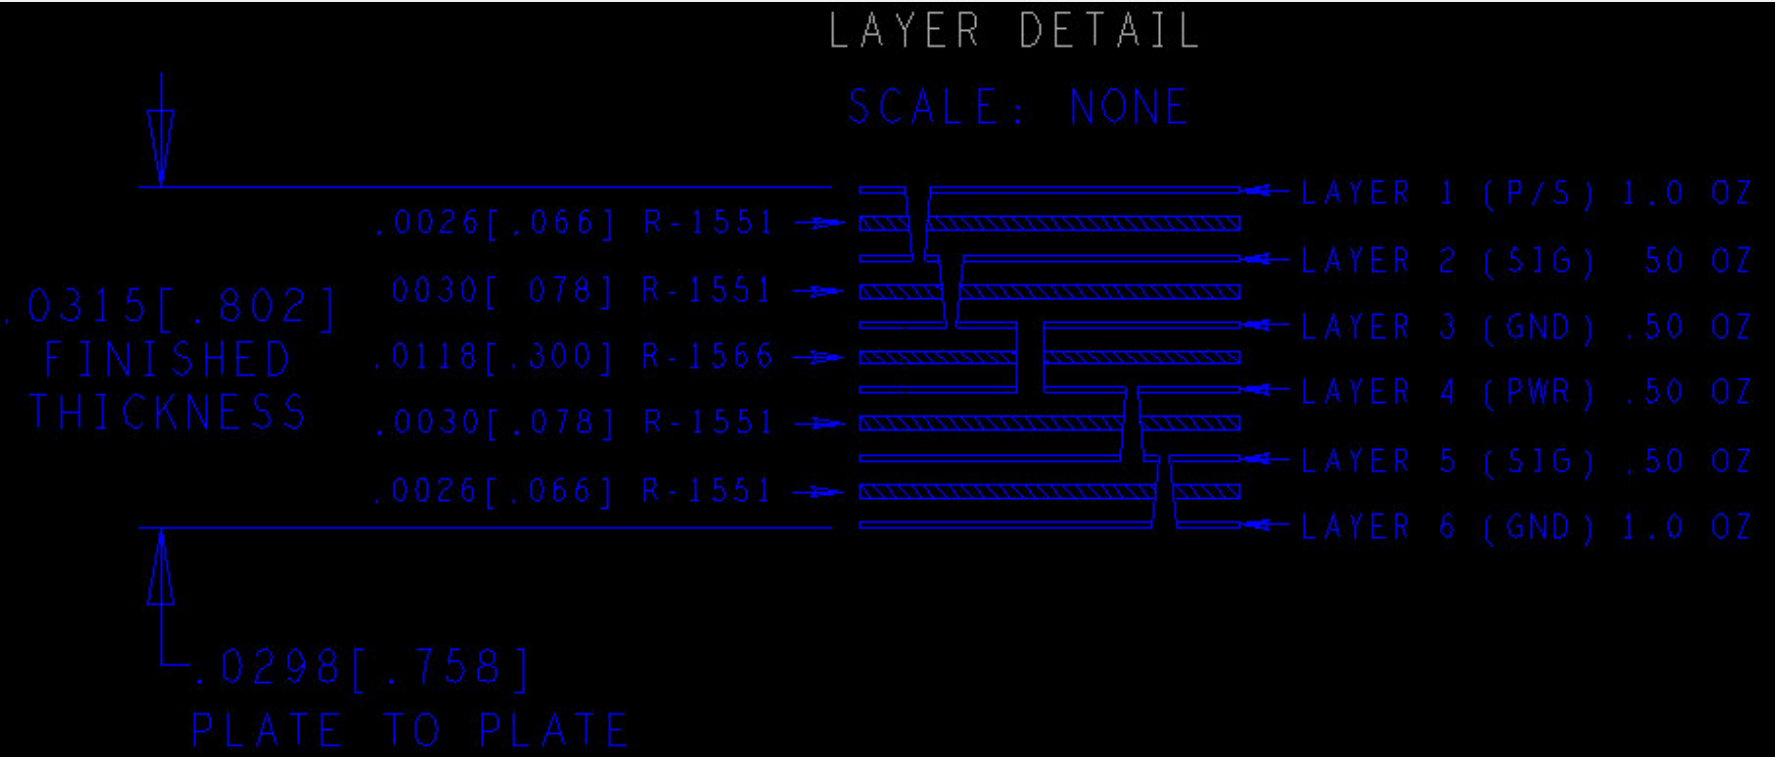 LAYER DETAIL
SCALE: NONE
LAYER 1 (P/S) 1.0 OZ
.0026[.066] R-1551
LAYER 2 (SIG) 50 OZ
0030[ 078] R-1551
.0315[.802]
FINISHED
THICKNESS
LAYER 3 (GND) .50 OZ
.0118[.300] R-1566
LAYER 4 (PWR) .50 OZ
.0030[.078] R-1551
LAYER 5 (SIG) .50 OZ
.0026[.066] R-1551
LAYER 6 (GND) 1.0 OZ
.0298[.758]
PLATE TO PLATE